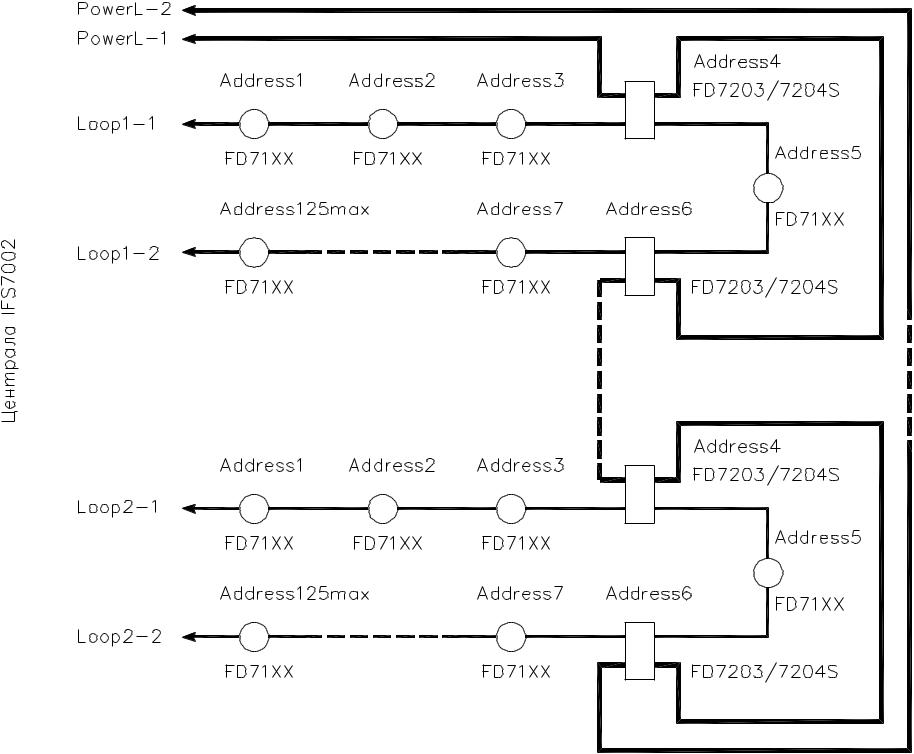 PowerL-2
PowerL-1
Address4
FD7203/7204S
Address1 Address2 Address3
Loop1-1
FD71XX FD71XX FD71XX
Address5
FD71XX
Address125max Address7 Address6
Loop1-2
FD71XX FD71XX FD7203/7204S
Централа IFS7002
Address4
FD7203/7204S
Address1 Address2 Address3
Loop2-1
FD71XX FD71XX FD71XX
Address5
FD71XX
Address125max Address7 Address6
Loop2-2
FD71XX FD71XX FD7203/7204S